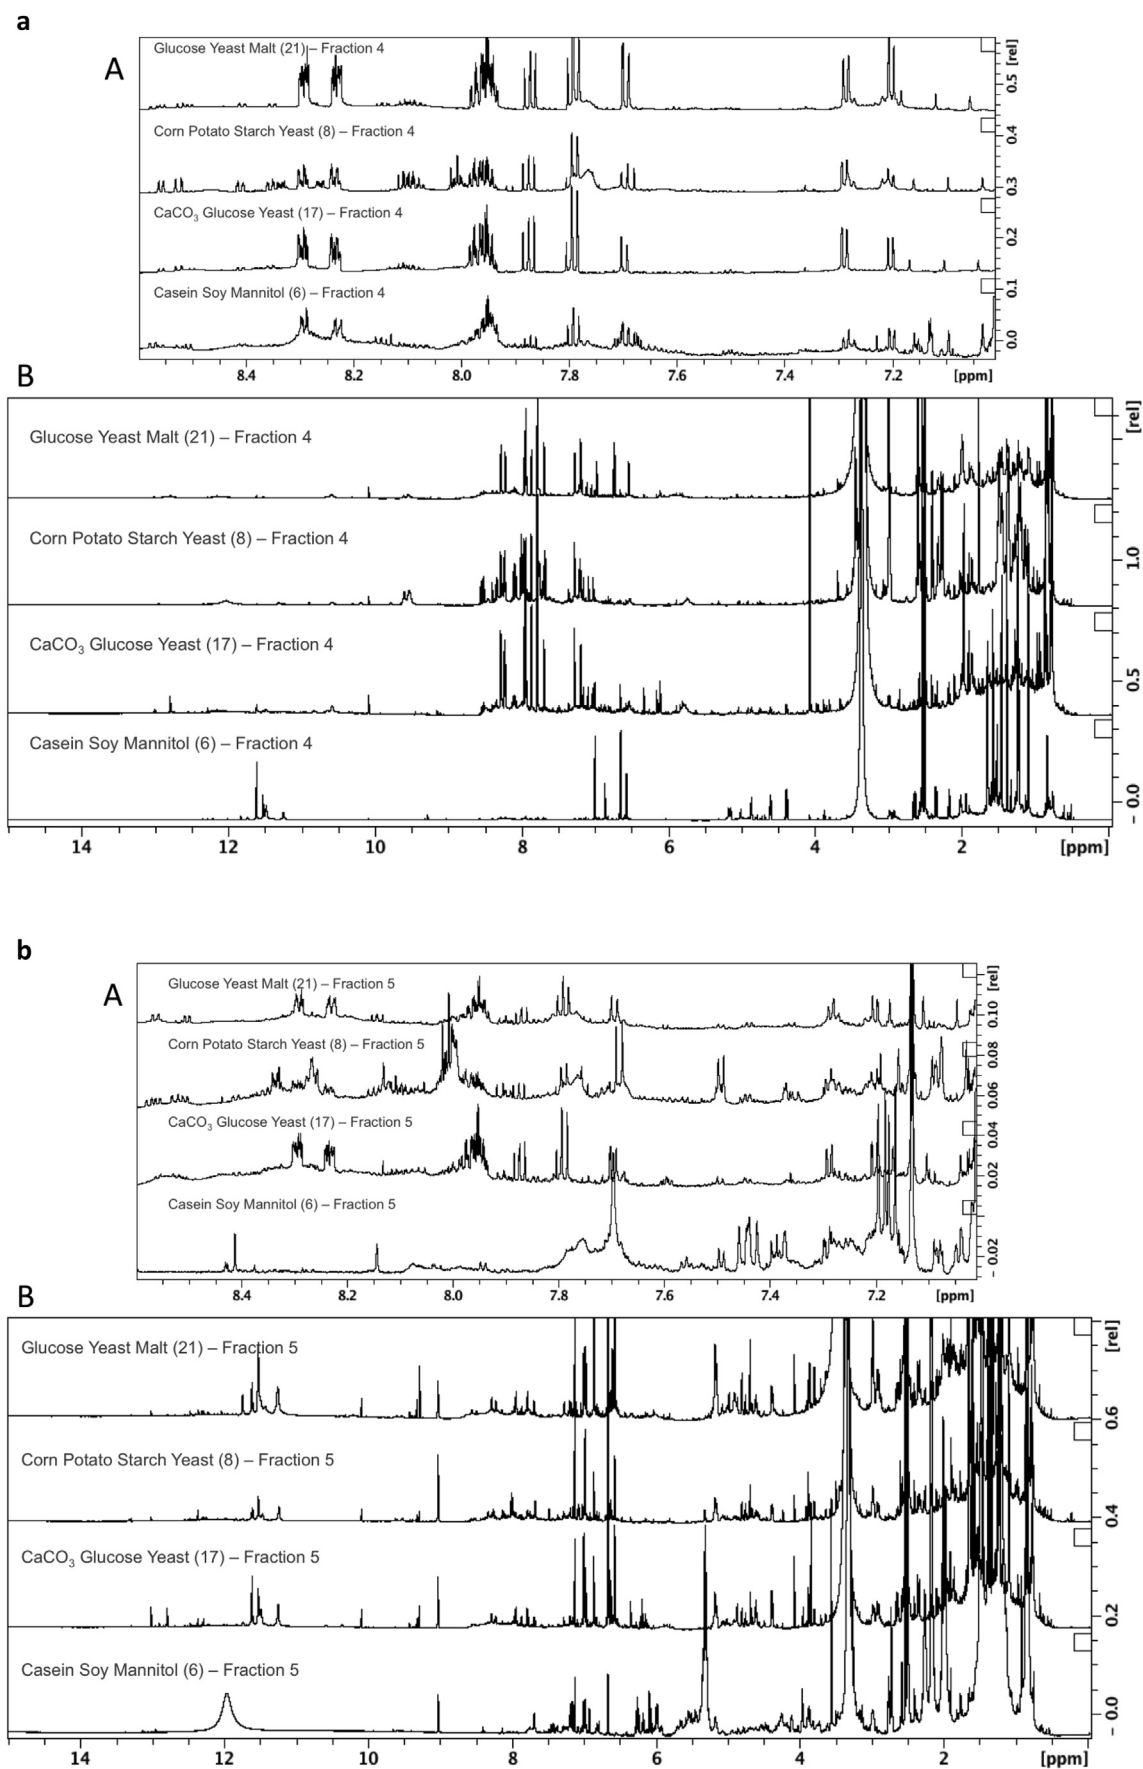 a
A
Glucose Yeast Malt (21) – Fraction 4
Corn Potato Starch Yeast (8) – Fraction 4
CaCO₃ Glucose Yeast (17) – Fraction 4
Casein Soy Mannitol (6) – Fraction 4
[rel]
0.5
0.4
0.3
0.2
0.1
0.0
8.4 8.2 8.0 7.8 7.6 7.4 7.2 [ppm]
B
Glucose Yeast Malt (21) – Fraction 4
Corn Potato Starch Yeast (8) – Fraction 4
CaCO₃ Glucose Yeast (17) – Fraction 4
Casein Soy Mannitol (6) – Fraction 4
[rel]
1.0
0.5
– 0.0
14 12 10 8 6 4 2 [ppm]
b
A
Glucose Yeast Malt (21) – Fraction 5
Corn Potato Starch Yeast (8) – Fraction 5
CaCO₃ Glucose Yeast (17) – Fraction 5
Casein Soy Mannitol (6) – Fraction 5
[rel]
0.10
0.08
0.06
0.04
0.02
– 0.02
8.4 8.2 8.0 7.8 7.6 7.4 7.2 [ppm]
B
Glucose Yeast Malt (21) – Fraction 5
Corn Potato Starch Yeast (8) – Fraction 5
CaCO₃ Glucose Yeast (17) – Fraction 5
Casein Soy Mannitol (6) – Fraction 5
[rel]
0.6
0.4
0.2
– 0.0
14 12 10 8 6 4 2 [ppm]